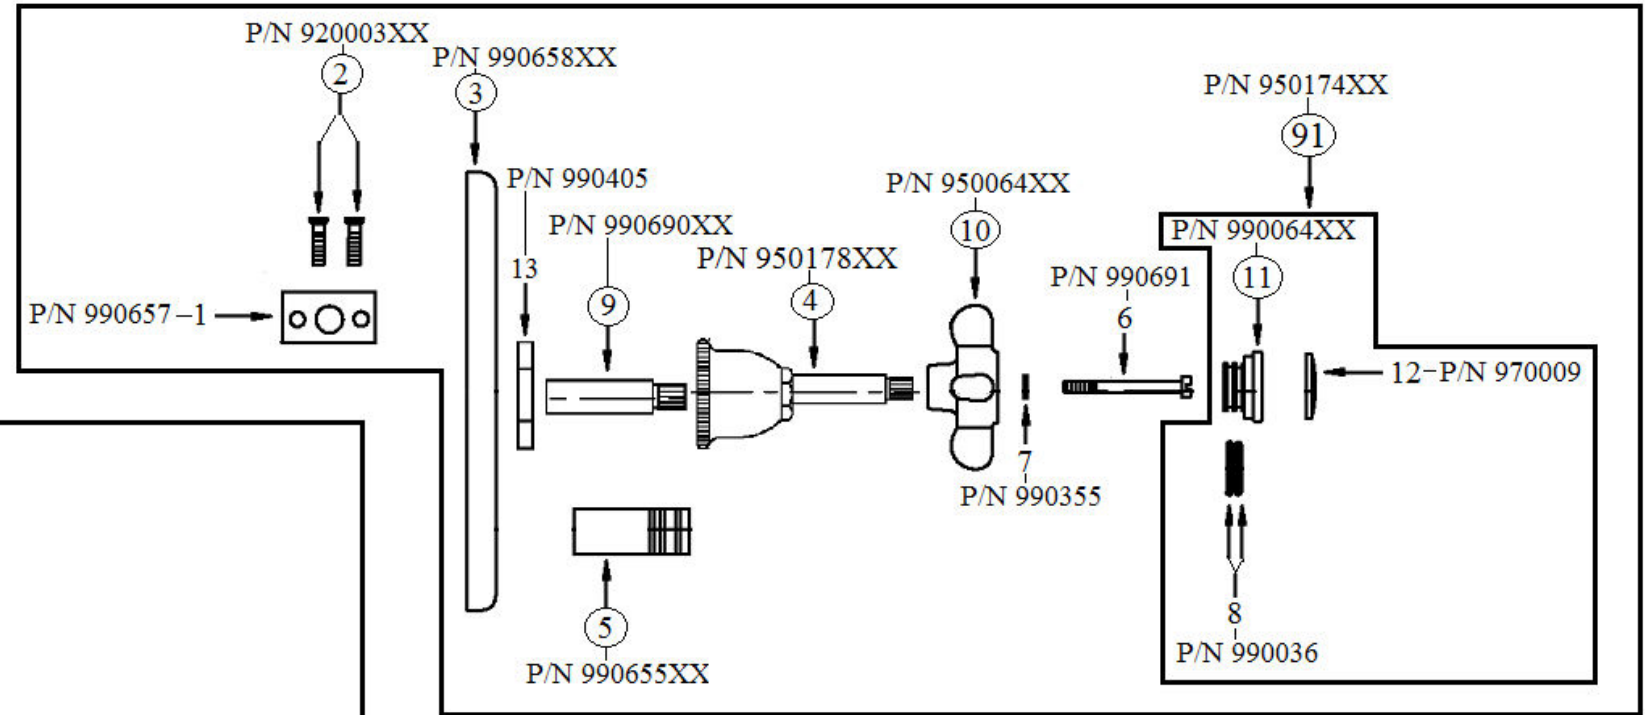 P/N 920003XX
2
P/N 990658XX
3
P/N 950174XX
91
P/N 990405
13
P/N 990690XX
9
P/N 950178XX
4
P/N 950064XX
10
P/N 990691
6
P/N 990064XX
11
P/N 990657-1
12-P/N 970009
7
P/N 990355
5
P/N 990655XX
8
P/N 990036